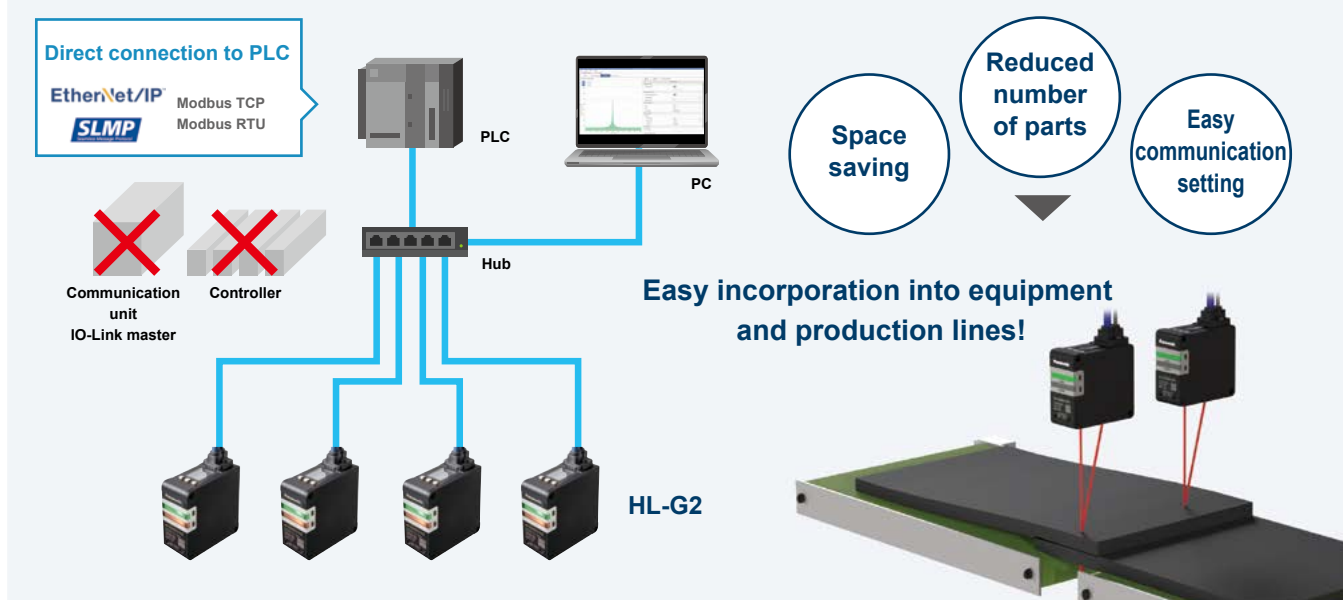 Direct connection to PLC
EtherNet/IP
Modbus TCP
SLMP
Modbus RTU
PLC
PC
Hub
Communication
unit
IO-Link master
Controller
HL-G2
Space
saving
Reduced
number
of parts
Easy
communication
setting
Easy incorporation into equipment
and production lines!
Panasonic
Panasonic